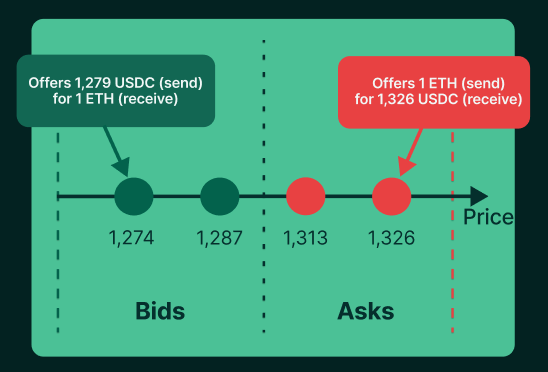 Offers 1,279 USDC (send)
for 1 ETH (receive)
Offers 1 ETH (send)
for 1,326 USDC (receive)
Price
1,274
1,287
1,313
1,326
Bids
Asks